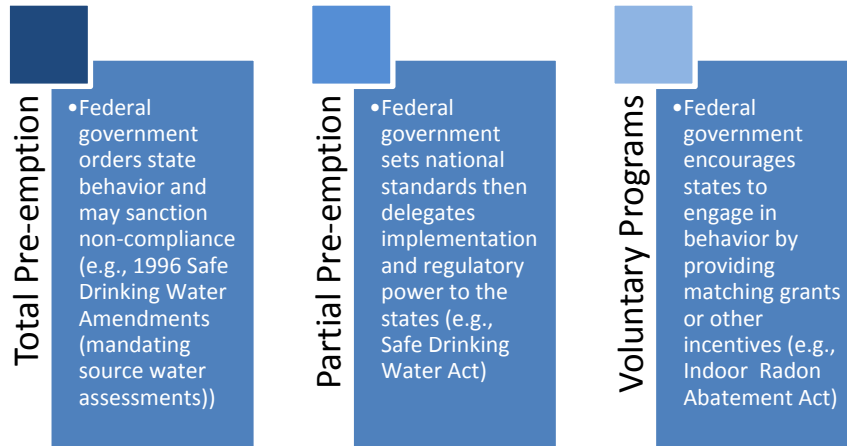 Total Pre-emption
•Federal
government
orders state
behavior and
may sanction
non-compliance
(e.g., 1996 Safe
Drinking Water
Amendments
(mandating
source water
assessments))
Partial Pre-emption
•Federal
government
sets national
standards then
delegates
implementation
and regulatory
power to the
states (e.g.,
Safe Drinking
Water Act)
Voluntary Programs
•Federal
government
encourages
states to
engage in
behavior by
providing
matching grants
or other
incentives (e.g.,
Indoor  Radon
Abatement Act)